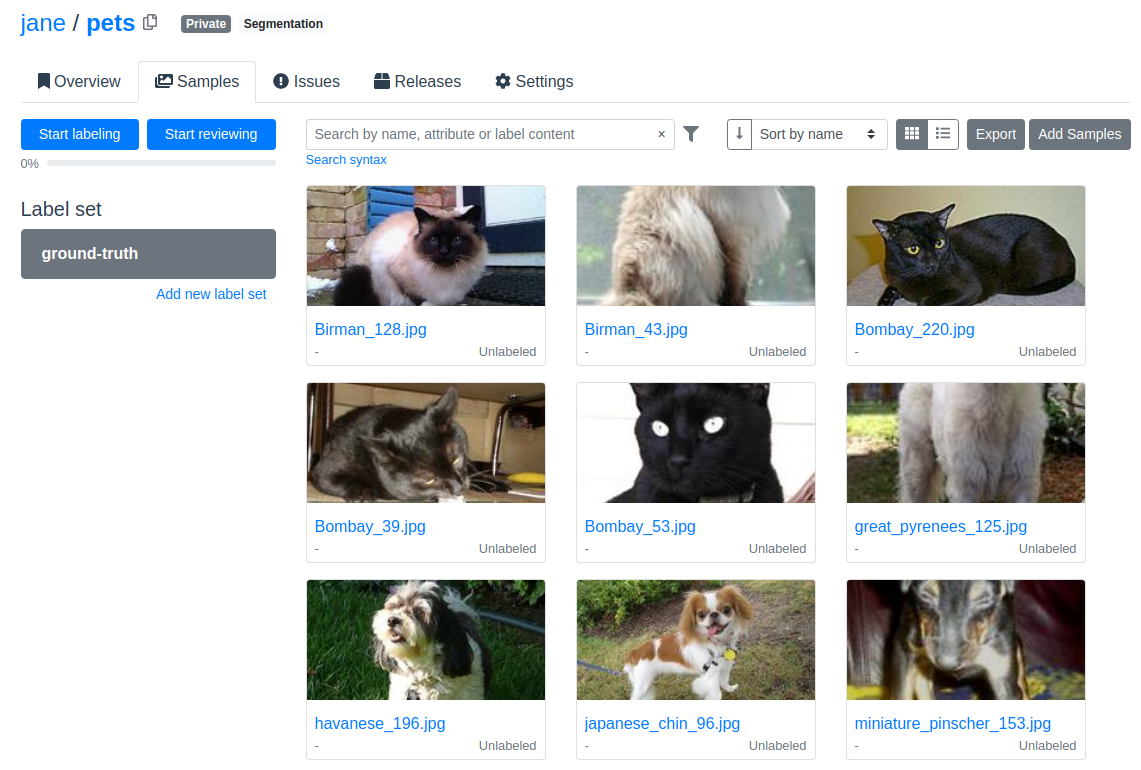 jane / pets Private Segmentation
Overview Samples Issues Releases Settings
Start labeling Start reviewing Search by name, attribute or label content × Sort by name Export Add Samples
0% Search syntax
Label set
ground-truth
Add new label set
Birman_128.jpg Birman_43.jpg Bombay_220.jpg
- Unlabeled - Unlabeled - Unlabeled
Bombay_39.jpg Bombay_53.jpg great_pyrenees_125.jpg
- Unlabeled - Unlabeled - Unlabeled
havanese_196.jpg japanese_chin_96.jpg miniature_pinscher_153.jpg
- Unlabeled - Unlabeled - Unlabeled